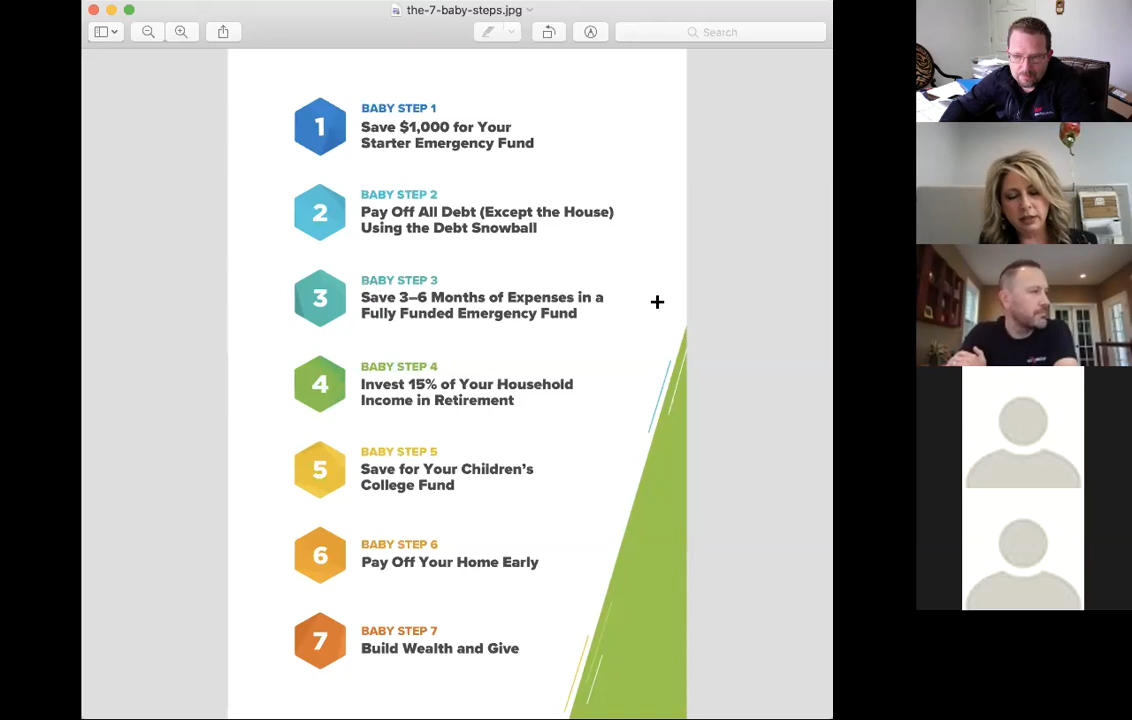 the-7-baby-steps.jpg
Search
1
BABY STEP 1
Save $1,000 for Your
Starter Emergency Fund
2
BABY STEP 2
Pay Off All Debt (Except the House)
Using the Debt Snowball
3
BABY STEP 3
Save 3–6 Months of Expenses in a
Fully Funded Emergency Fund
4
BABY STEP 4
Invest 15% of Your Household
Income in Retirement
5
BABY STEP 5
Save for Your Children's
College Fund
6
BABY STEP 6
Pay Off Your Home Early
7
BABY STEP 7
Build Wealth and Give